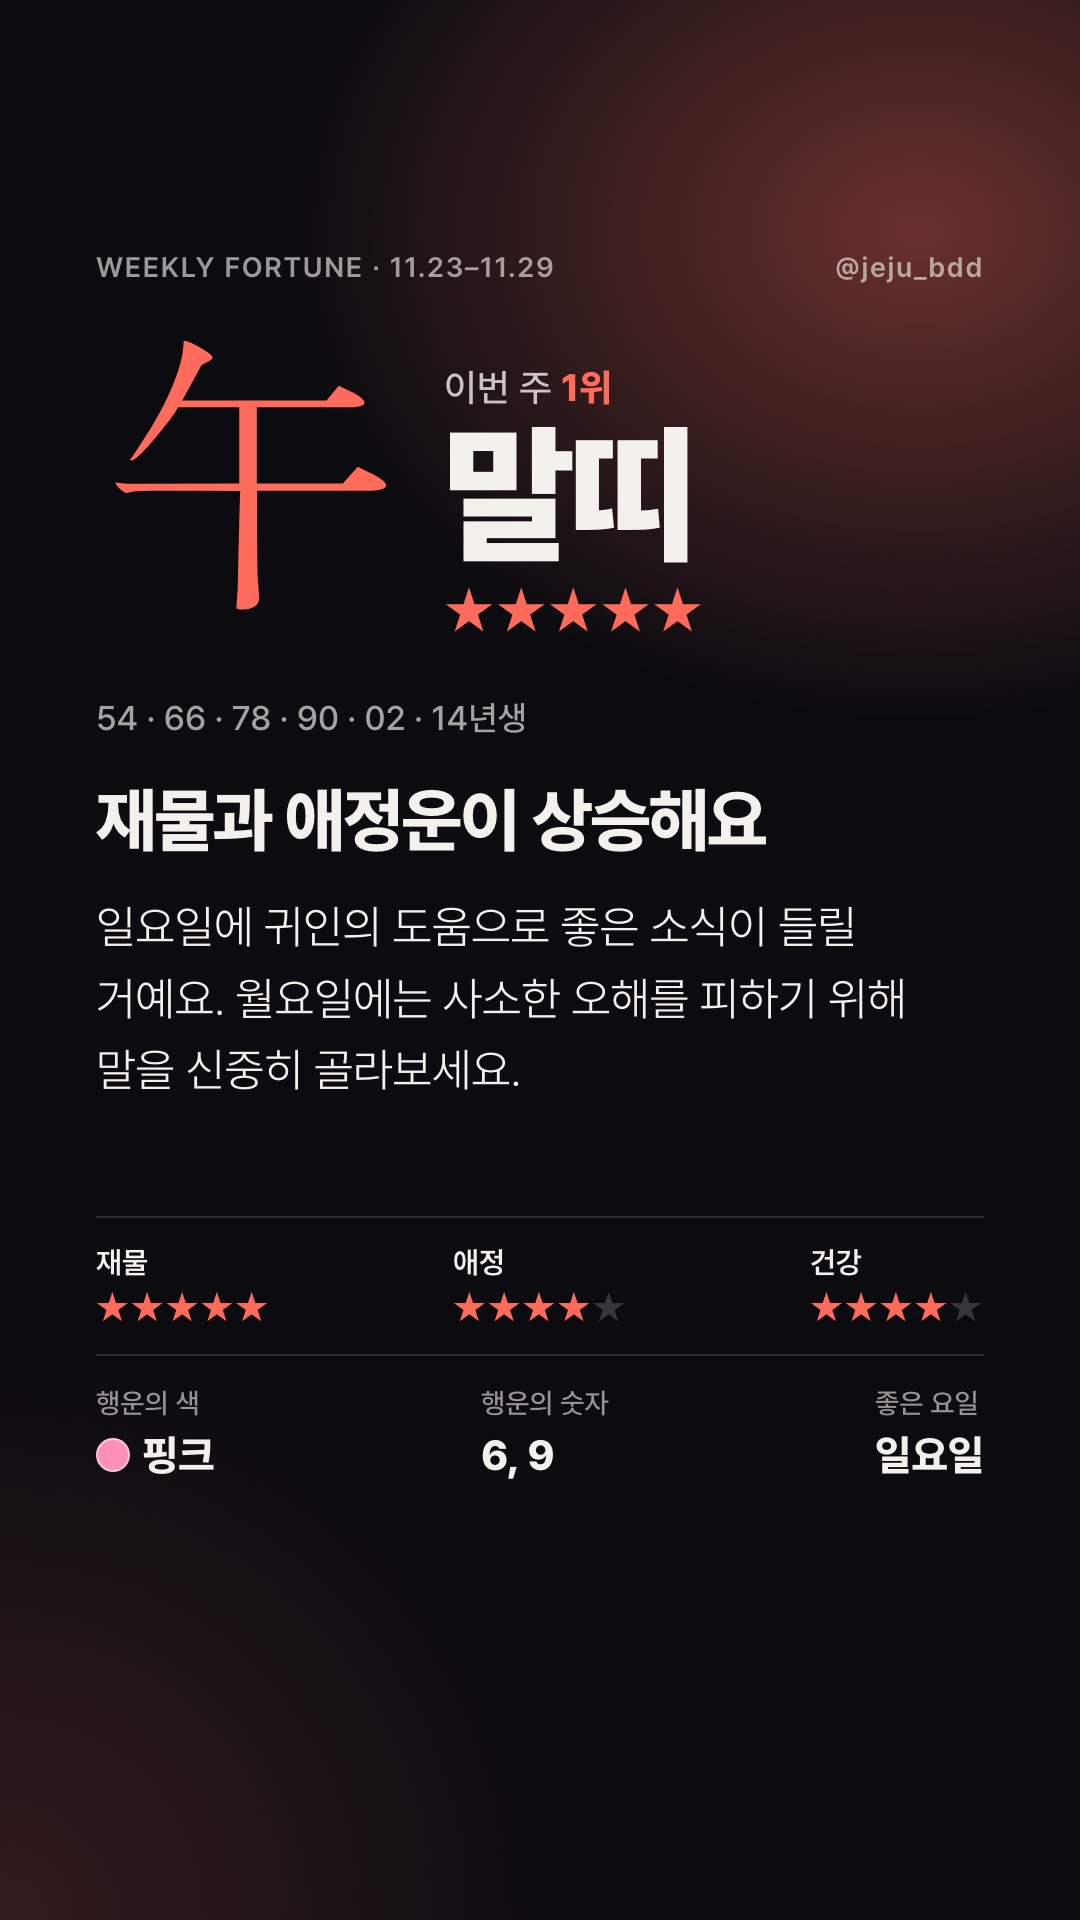 WEEKLY FORTUNE · 11.23–11.29
@jeju_bdd
午
이번 주 1위
말띠
★★★★★
54 · 66 · 78 · 90 · 02 · 14년생
재물과 애정운이 상승해요
일요일에 귀인의 도움으로 좋은 소식이 들릴
거예요. 월요일에는 사소한 오해를 피하기 위해
말을 신중히 골라보세요.
재물
★★★★★
애정
★★★★★
건강
★★★★★
행운의 색
핑크
행운의 숫자
6, 9
좋은 요일
일요일